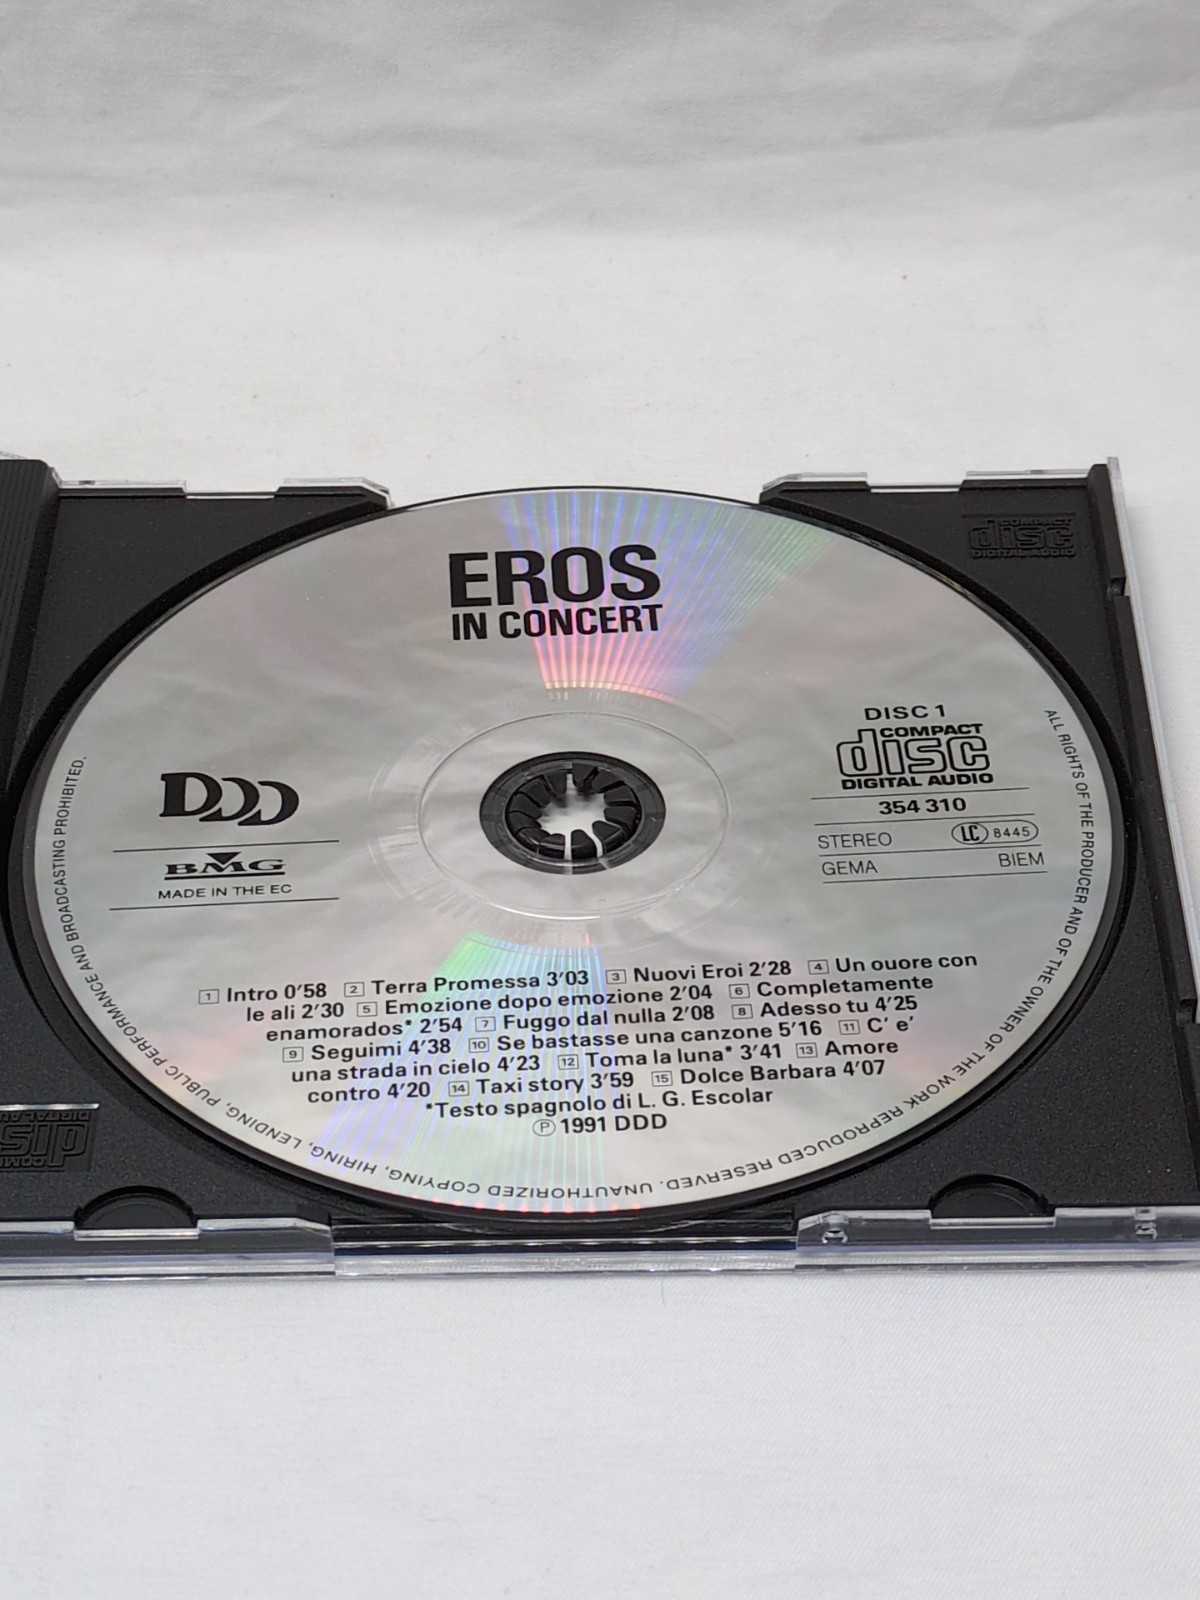 EROS
IN CONCERT
DISC 1
COMPACT
disc
DIGITAL AUDIO
354 310
STEREO LC 8445
GEMA BIEM
DDD
BMG
MADE IN THE EC
1 Intro 0'58 2 Terra Promessa 3'03 3 Nuovi Eroi 2'28 4 Un ouore con
le ali 2'30 5 Emozione dopo emozione 2'04 6 Completamente
enamorados* 2'54 7 Fuggo dal nulla 2'08 8 Adesso tu 4'25
9 Seguimi 4'38 10 Se bastasse una canzone 5'16 11 C' e'
una strada in cielo 4'23 12 Toma la luna* 3'41 13 Amore
contro 4'20 14 Taxi story 3'59 15 Dolce Barbara 4'07
*Testo spagnolo di L. G. Escolar
Ⓟ 1991 DDD
ALL RIGHTS OF THE PRODUCER AND OF THE OWNER OF THE WORK REPRODUCED RESERVED. UNAUTHORIZED COPYING, HIRING, LENDING, PUBLIC PERFORMANCE AND BROADCASTING PROHIBITED.
COMPACT
disc
DIGITAL AUDIO
COMPACT
disc
DIGITAL AUDIO